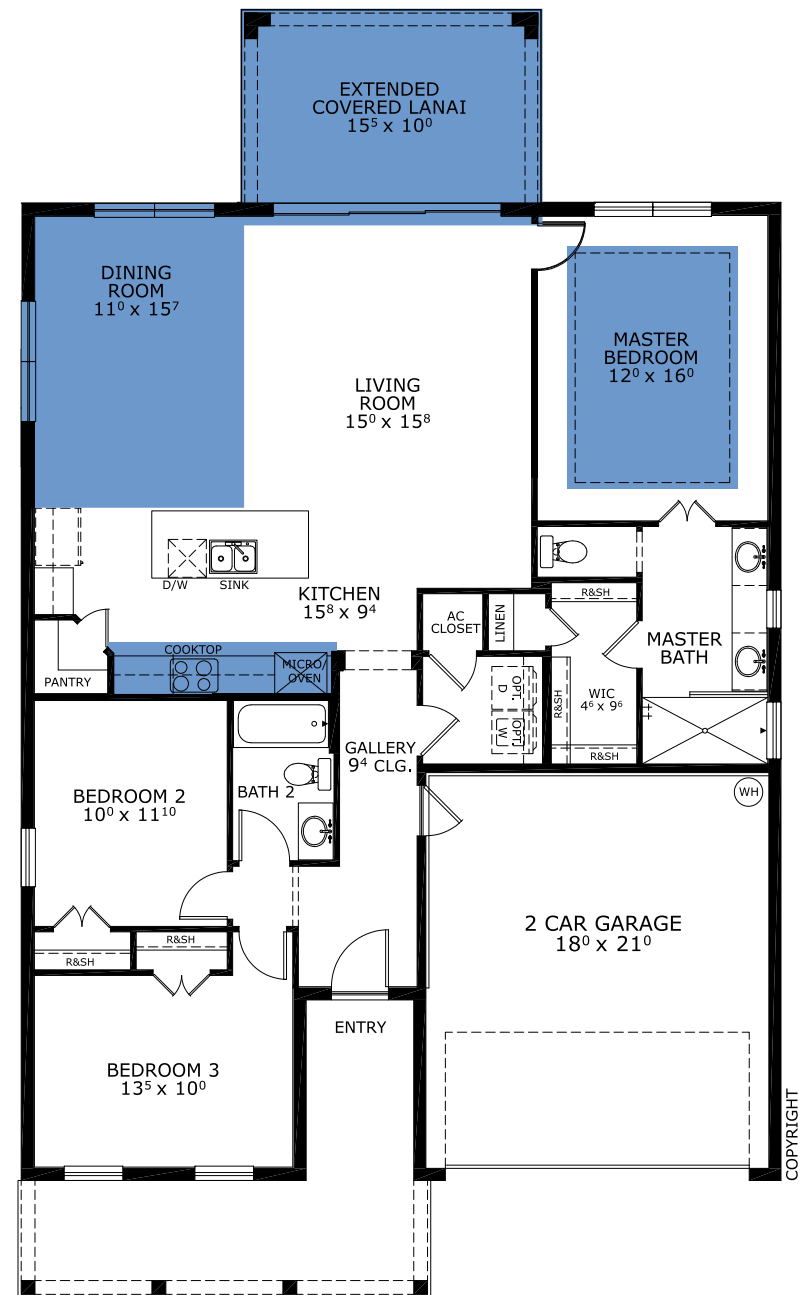 EXTENDED
COVERED LANAI
15⁵ x 10⁰
DINING
ROOM
11⁰ x 15⁷
MASTER
BEDROOM
12⁰ x 16⁰
LIVING
ROOM
15⁰ x 15⁸
D/W
SINK
KITCHEN
15⁸ x 9⁴
AC
CLOSET
LINEN
R&SH
MASTER
BATH
COOKTOP
MICRO/
OVEN
PANTRY
OPT.
D
OPT.
W
R&SH
WIC
4⁶ x 9⁶
R&SH
GALLERY
9⁴ CLG.
BEDROOM 2
10⁰ x 11¹⁰
BATH 2
WH
2 CAR GARAGE
18⁰ x 21⁰
R&SH
R&SH
ENTRY
BEDROOM 3
13⁵ x 10⁰
COPYRIGHT